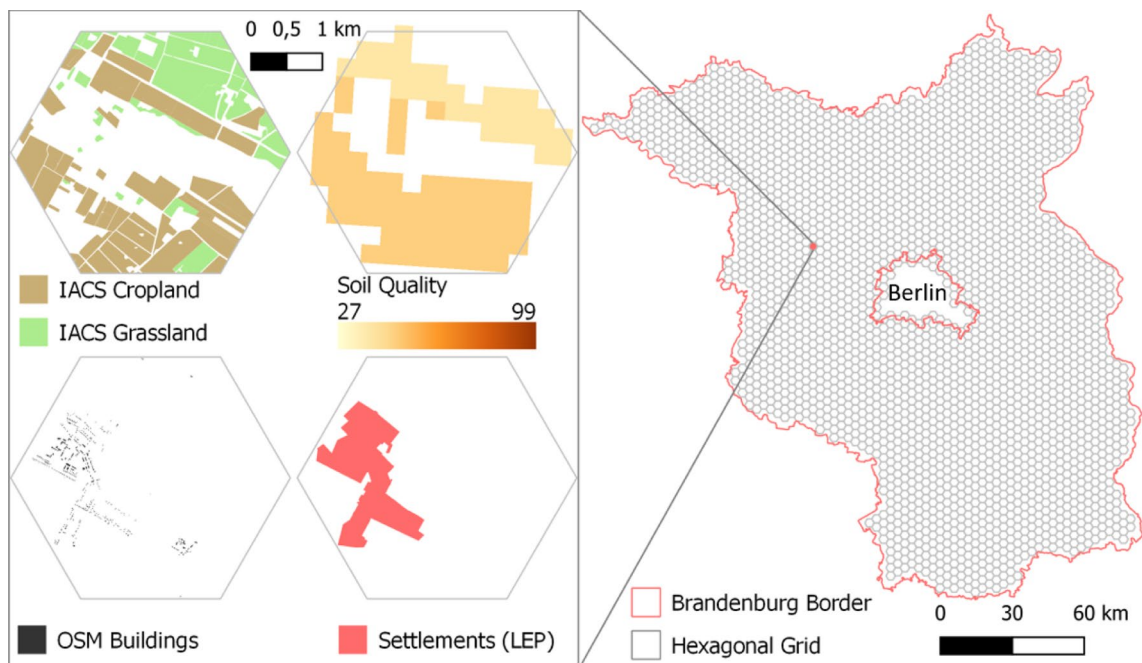 0 0,5 1 km
IACS Cropland
IACS Grassland
Soil Quality
27 99
OSM Buildings
Settlements (LEP)
Berlin
Brandenburg Border
Hexagonal Grid
0 30 60 km